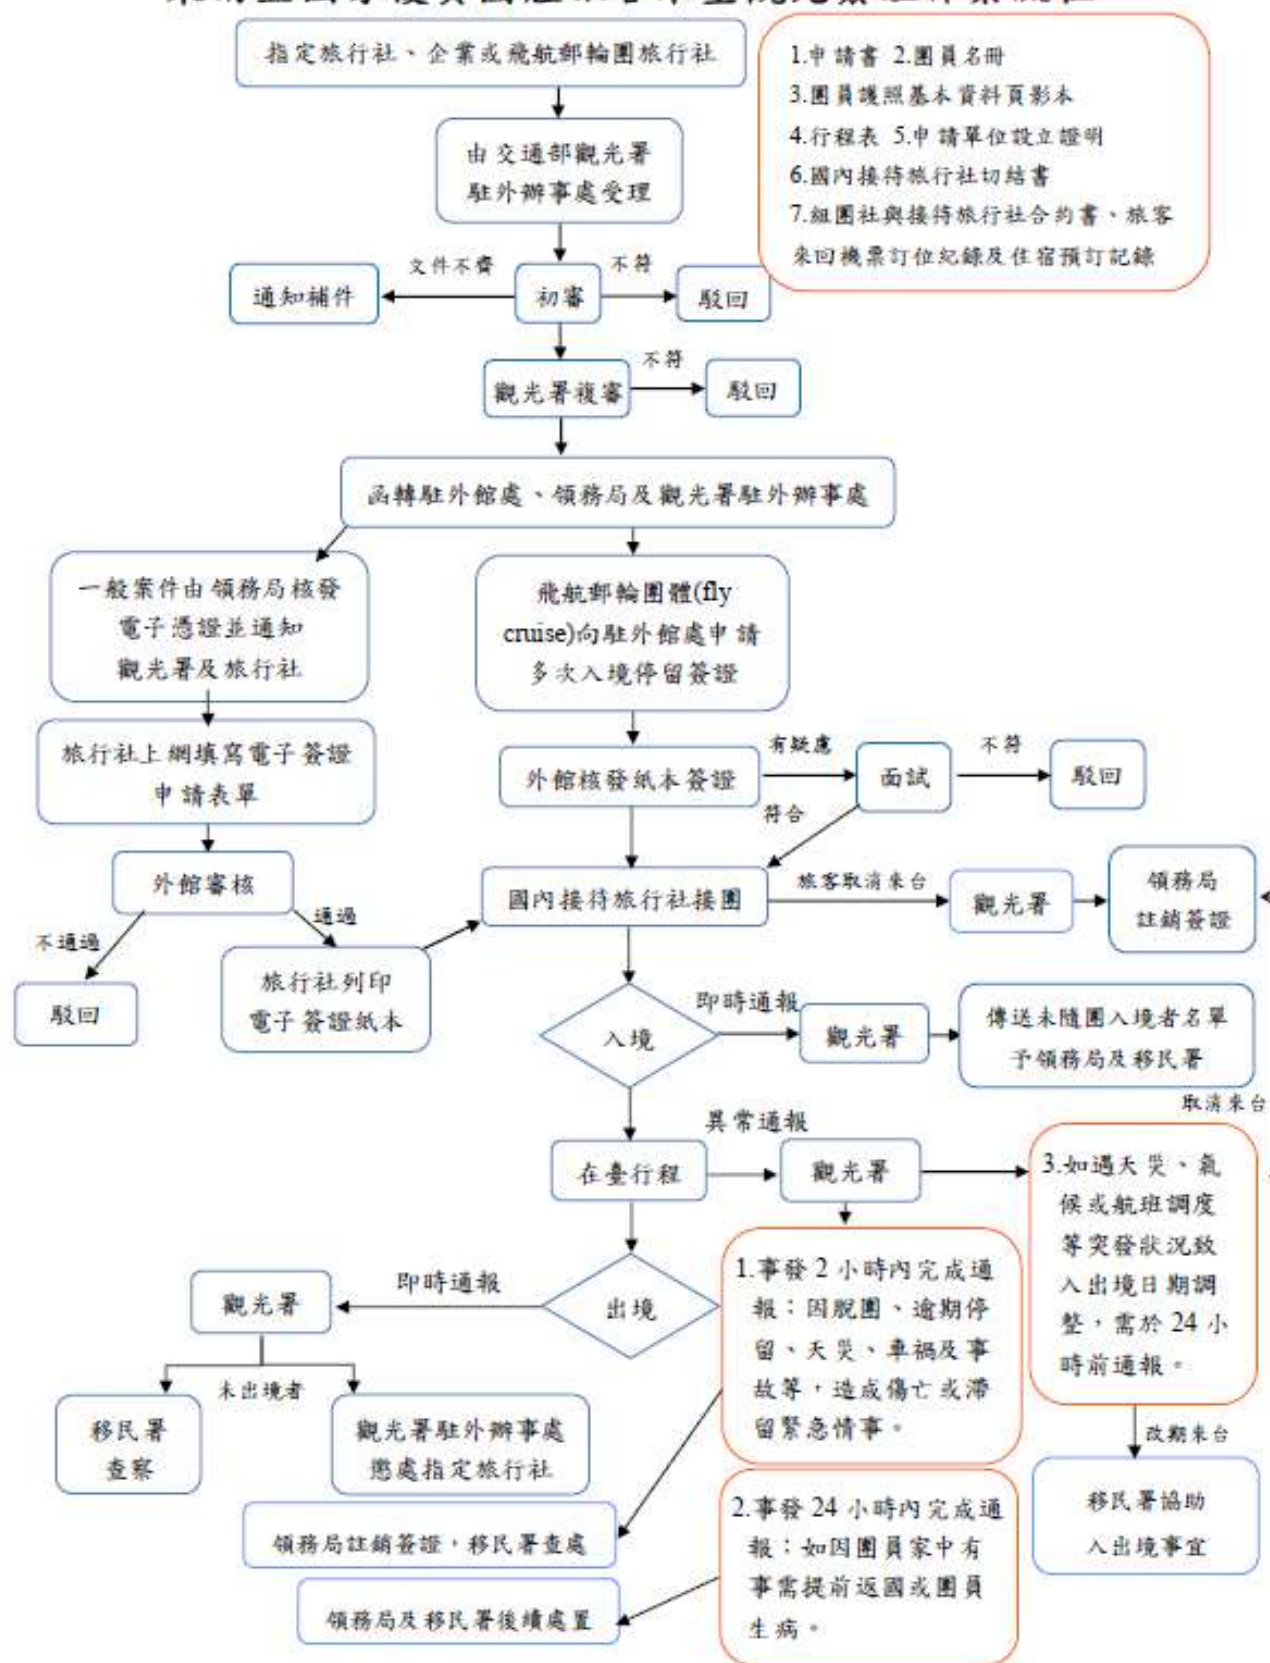 指定旅行社、企業或飛航郵輪團旅行社
1.申請書 2.團員名冊
3.團員護照基本資料頁影本
4.行程表 5.申請單位設立證明
6.國內接待旅行社切結書
7.組團社與接待旅行社合約書、旅客
來回機票訂位紀錄及住宿預訂記錄
由交通部觀光署
駐外辦事處受理
文件不齊
不符
通知補件
初審
駁回
不符
觀光署複審
駁回
函轉駐外館處、領務局及觀光署駐外辦事處
一般案件由領務局核發
電子憑證並通知
觀光署及旅行社
飛航郵輪團體(fly
cruise)向駐外館處申請
多次入境停留簽證
旅行社上網填寫電子簽證
申請表單
外館核發紙本簽證
有疑慮
面試
不符
駁回
符合
外館審核
國內接待旅行社接團
旅客取消來台
觀光署
領務局
註銷簽證
不通過
通過
駁回
旅行社列印
電子簽證紙本
入境
即時通報
觀光署
傳送未隨團入境者名單
予領務局及移民署
取消來台
異常通報
在臺行程
觀光署
3.如遇天災、氣
候或航班調度
等突發狀況致
入出境日期調
整，需於 24 小
時前通報。
1.事發 2 小時內完成通
報：因脫團、逾期停
留、天災、車禍及事
故等，造成傷亡或滯
留緊急情事。
即時通報
出境
觀光署
未出境者
移民署
查察
觀光署駐外辦事處
懲處指定旅行社
改期來台
移民署協助
入出境事宜
領務局註銷簽證，移民署查處
2.事發 24 小時內完成通
報：如因團員家中有
事需提前返國或團員
生病。
領務局及移民署後續處置